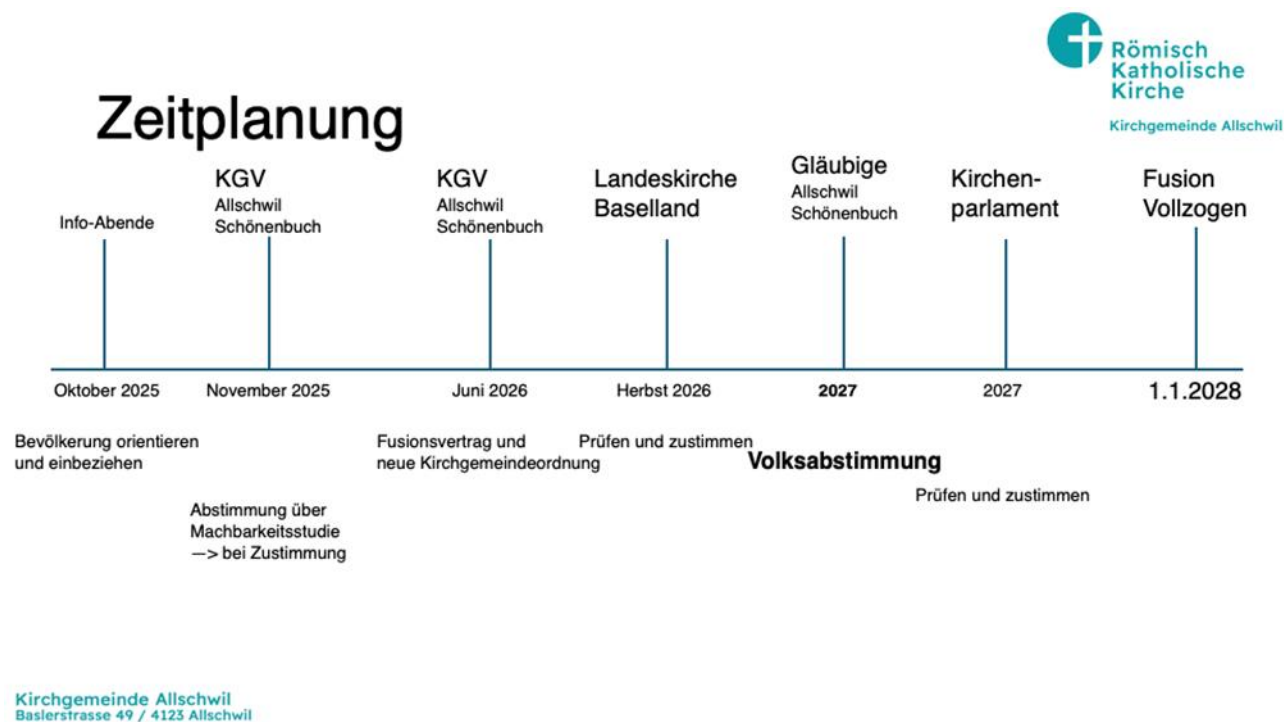 Römisch
Katholische
Kirche
Kirchgemeinde Allschwil
Zeitplanung
Info-Abende
KGV
Allschwil
Schönenbuch
KGV
Allschwil
Schönenbuch
Landeskirche
Baselland
Gläubige
Allschwil
Schönenbuch
Kirchen-
parlament
Fusion
Vollzogen
Oktober 2025
November 2025
Juni 2026
Herbst 2026
2027
2027
1.1.2028
Bevölkerung orientieren
und einbeziehen
Abstimmung über
Machbarkeitsstudie
—> bei Zustimmung
Fusionsvertrag und
neue Kirchgemeindeordnung
Prüfen und zustimmen
Volksabstimmung
Prüfen und zustimmen
Kirchgemeinde Allschwil
Baslerstrasse 49 / 4123 Allschwil